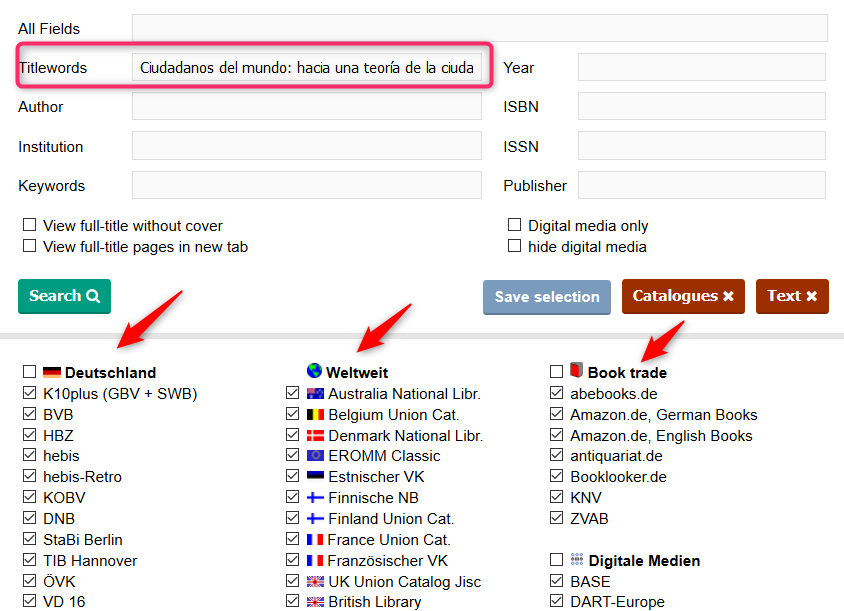 All Fields
Titlewords Ciudadanos del mundo: hacia una teoría de la ciuda Year
Author ISBN
Institution ISSN
Keywords Publisher
View full-title without cover Digital media only
View full-title pages in new tab hide digital media
Search Save selection Catalogues ✖ Text ✖
Deutschland Weltweit Book trade
K10plus (GBV + SWB) Australia National Libr. abebooks.de
BVB Belgium Union Cat. Amazon.de, German Books
HBZ Denmark National Libr. Amazon.de, English Books
hebis EROMM Classic antiquariat.de
hebis-Retro Estnischer VK Booklooker.de
KOBV Finnische NB KNV
DNB Finland Union Cat. ZVAB
StaBi Berlin France Union Cat.
TIB Hannover Französischer VK Digitale Medien
ÖVK UK Union Catalog Jisc BASE
VD 16 British Library DART-Europe